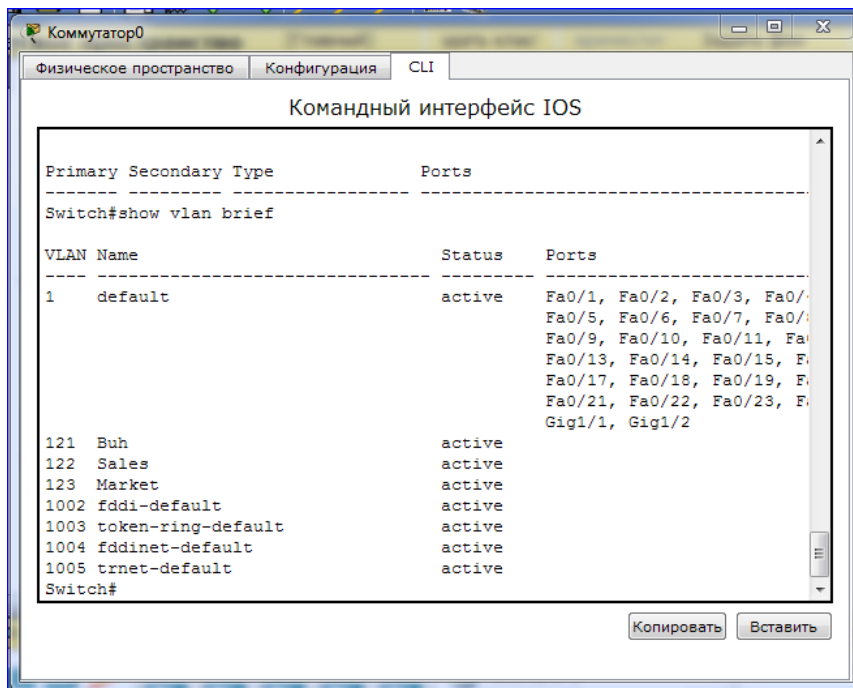 Коммутатор0
Физическое пространство Конфигурация CLI
Командный интерфейс IOS
Primary Secondary Type Ports
------- --------- ----------------- ------------------------------------
Switch#show vlan brief
VLAN Name Status Ports
---- -------------------------------- --------- -------------------------
1 default active Fa0/1, Fa0/2, Fa0/3,
Fa0/5, Fa0/6, Fa0/7,
Fa0/9, Fa0/10, Fa0/11,
Fa0/13, Fa0/14, Fa0/15,
Fa0/17, Fa0/18, Fa0/19,
Fa0/21, Fa0/22, Fa0/23,
Gig1/1, Gig1/2
121 Buh active
122 Sales active
123 Market active
1002 fddi-default active
1003 token-ring-default active
1004 fddinet-default active
1005 trnet-default active
Switch#
Копировать Вставить